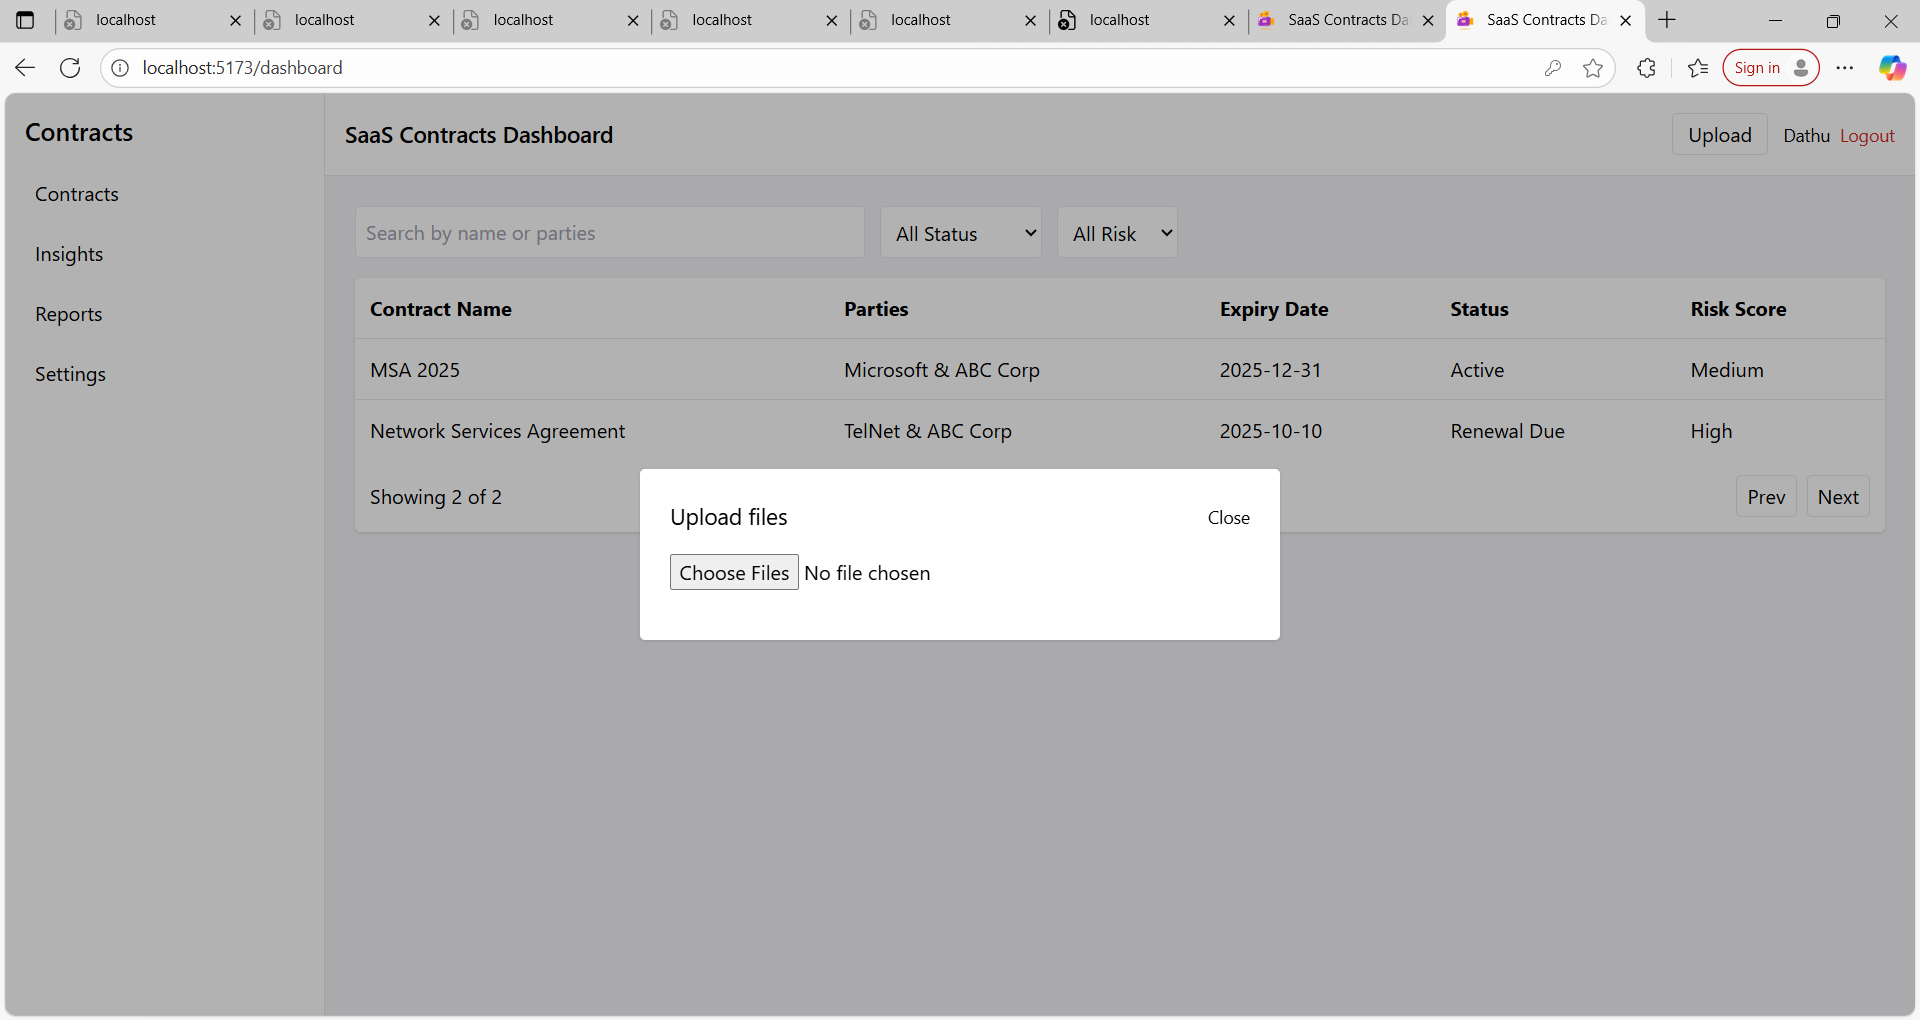 localhost localhost localhost localhost localhost localhost SaaS Contracts Da SaaS Contracts Da
localhost:5173/dashboard Sign in
Contracts
Contracts
Insights
Reports
Settings
SaaS Contracts Dashboard Upload Dathu Logout
Search by name or parties All Status All Risk
Contract Name Parties Expiry Date Status Risk Score
MSA 2025 Microsoft & ABC Corp 2025-12-31 Active Medium
Network Services Agreement TelNet & ABC Corp 2025-10-10 Renewal Due High
Showing 2 of 2 Prev Next
Upload files Close
Choose Files No file chosen